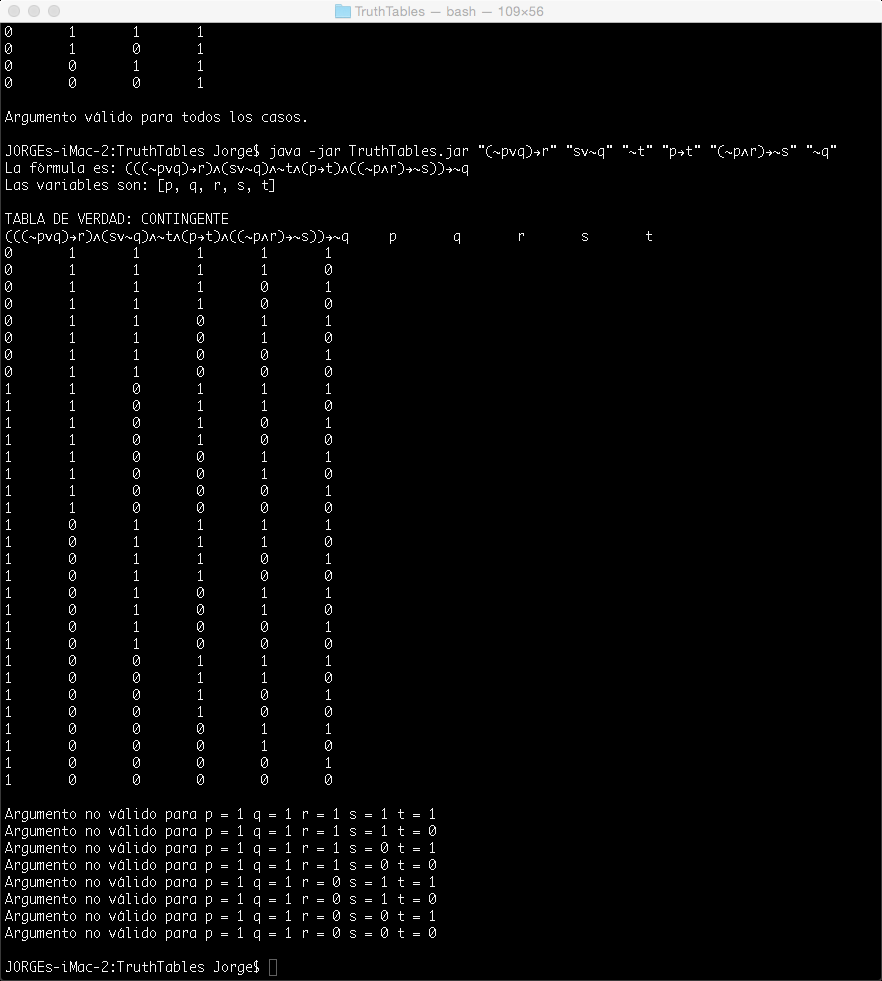 TruthTables — bash — 109×56
0 1 1 1
0 1 0 1
0 0 1 1
0 0 0 1
Argumento válido para todos los casos.
JORGEs-iMac-2:TruthTables Jorge$ java -jar TruthTables.jar "(~p∨q)→r" "s∨~q" "~t" "p→t" "(~p∧r)→~s" "~q"
La fórmula es: (((~p∨q)→r)∧(s∨~q)∧~t∧(p→t)∧((~p∧r)→~s))→~q
Las variables son: [p, q, r, s, t]
TABLA DE VERDAD: CONTINGENTE
(((~p∨q)→r)∧(s∨~q)∧~t∧(p→t)∧((~p∧r)→~s))→~q p q r s t
0 1 1 1 1 1
0 1 1 1 1 0
0 1 1 1 0 1
0 1 1 1 0 0
0 1 1 0 1 1
0 1 1 0 1 0
0 1 1 0 0 1
0 1 1 0 0 0
1 1 0 1 1 1
1 1 0 1 1 0
1 1 0 1 0 1
1 1 0 1 0 0
1 1 0 0 1 1
1 1 0 0 1 0
1 1 0 0 0 1
1 1 0 0 0 0
1 0 1 1 1 1
1 0 1 1 1 0
1 0 1 1 0 1
1 0 1 1 0 0
1 0 1 0 1 1
1 0 1 0 1 0
1 0 1 0 0 1
1 0 1 0 0 0
1 0 0 1 1 1
1 0 0 1 1 0
1 0 0 1 0 1
1 0 0 1 0 0
1 0 0 0 1 1
1 0 0 0 1 0
1 0 0 0 0 1
1 0 0 0 0 0
Argumento no válido para p = 1 q = 1 r = 1 s = 1 t = 1
Argumento no válido para p = 1 q = 1 r = 1 s = 1 t = 0
Argumento no válido para p = 1 q = 1 r = 1 s = 0 t = 1
Argumento no válido para p = 1 q = 1 r = 1 s = 0 t = 0
Argumento no válido para p = 1 q = 1 r = 0 s = 1 t = 1
Argumento no válido para p = 1 q = 1 r = 0 s = 1 t = 0
Argumento no válido para p = 1 q = 1 r = 0 s = 0 t = 1
Argumento no válido para p = 1 q = 1 r = 0 s = 0 t = 0
JORGEs-iMac-2:TruthTables Jorge$